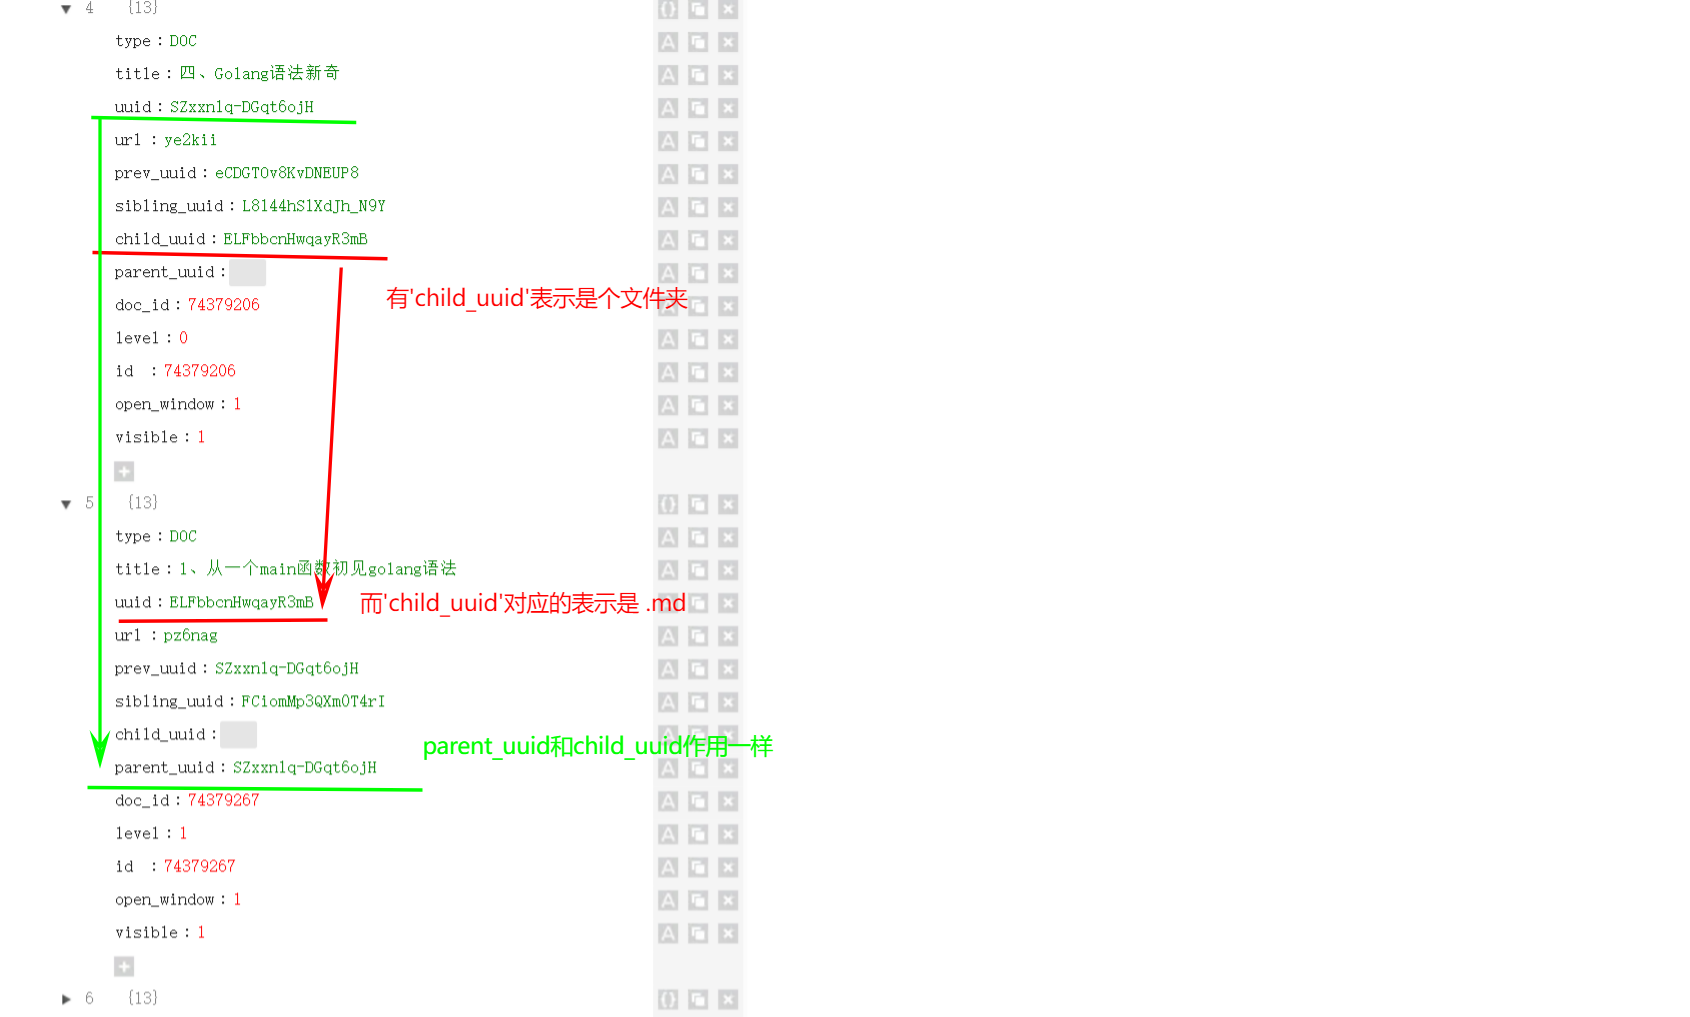 4 {13}
type : DOC
title : 四、Golang语法新奇
uuid : SZxxnlq-DGqt6ojH
url : ye2kii
prev_uuid : eCDGTOv8KvDNEUP8
sibling_uuid : L8l44hSlXdJh_N9Y
child_uuid : ELFbbcnHwqayR3mB
parent_uuid :
有'child_uuid'表示是个文件夹
doc_id : 74379206
level : 0
id : 74379206
open_window : 1
visible : 1
5 {13}
type : DOC
title : 1、从一个main函数初见golang语法
uuid : ELFbbcnHwqayR3mB
而'child_uuid'对应的表示是 .md
url : pz6nag
prev_uuid : SZxxnlq-DGqt6ojH
sibling_uuid : FCiomMp3QXm0T4rI
child_uuid :
parent_uuid和child_uuid作用一样
parent_uuid : SZxxnlq-DGqt6ojH
doc_id : 74379267
level : 1
id : 74379267
open_window : 1
visible : 1
6 {13}